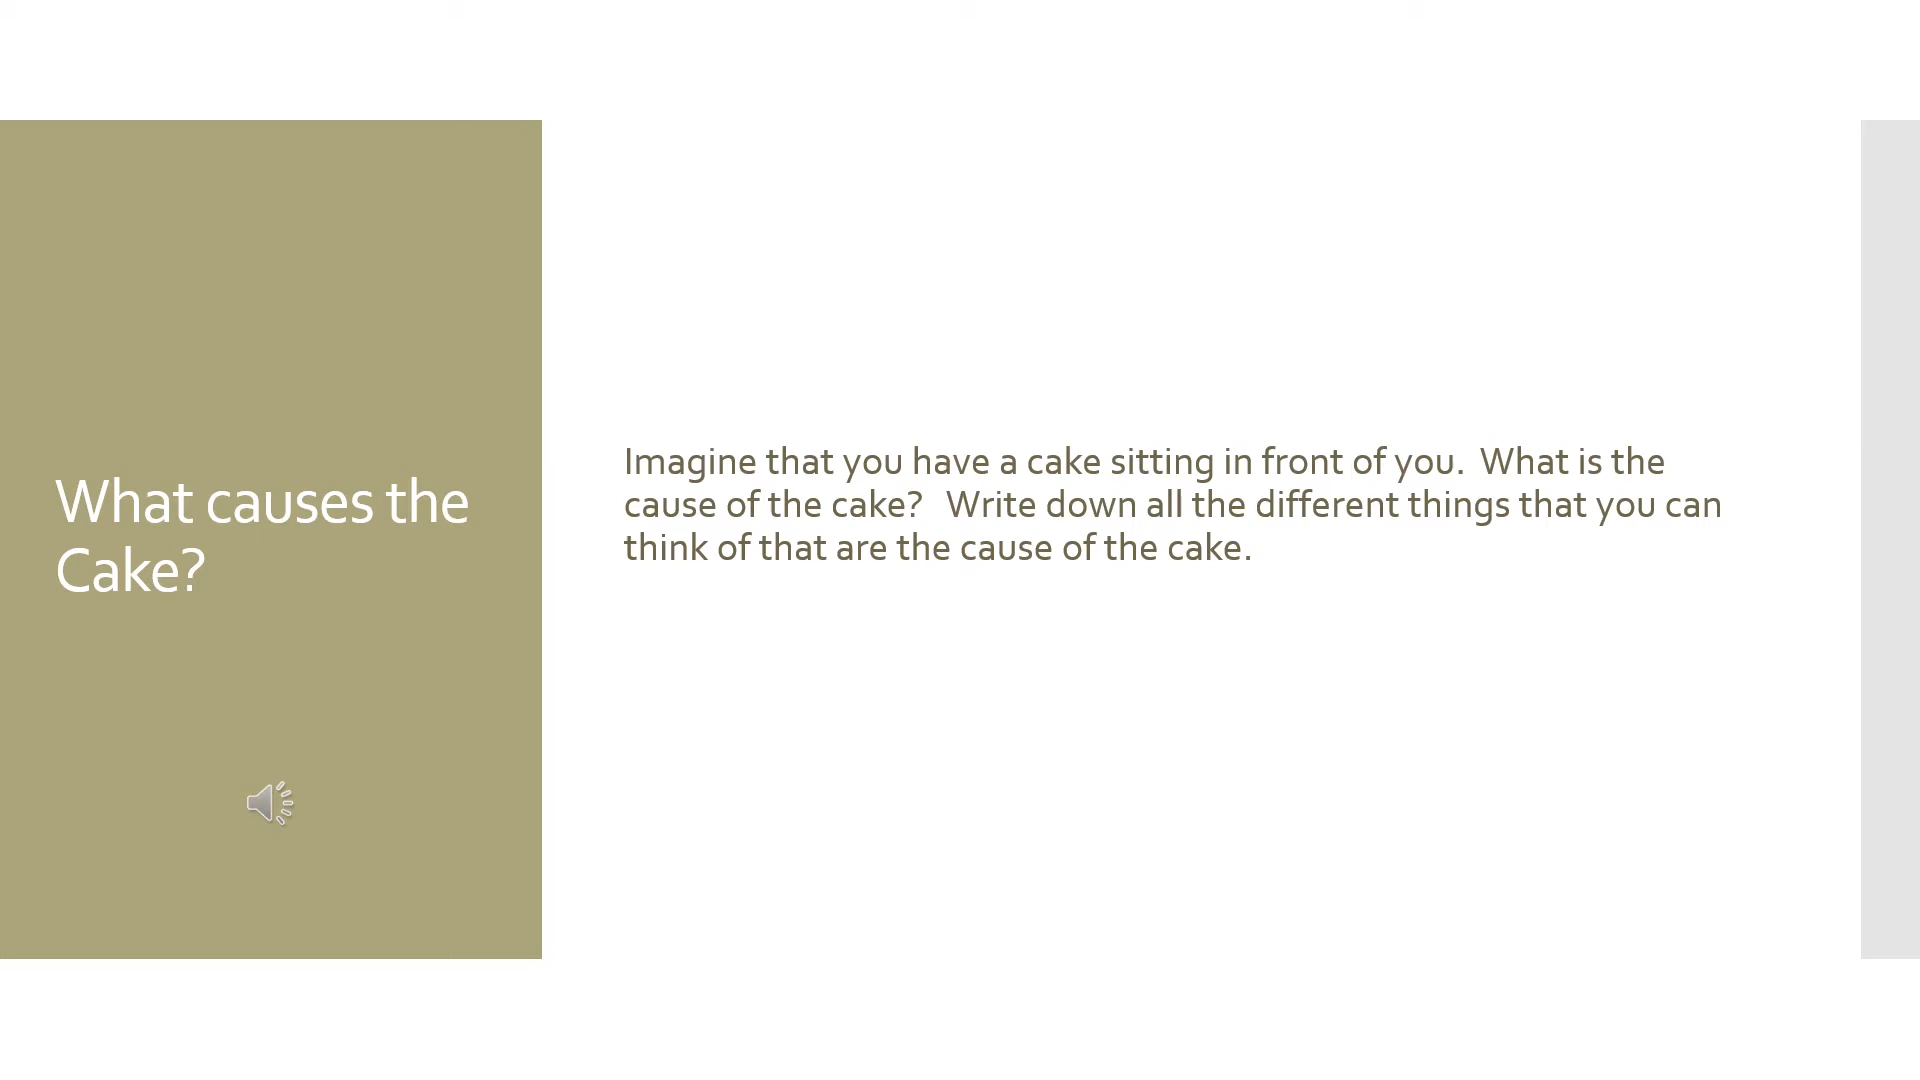 What causes the
Cake?
Imagine that you have a cake sitting in front of you.  What is the
cause of the cake?   Write down all the different things that you can
think of that are the cause of the cake.